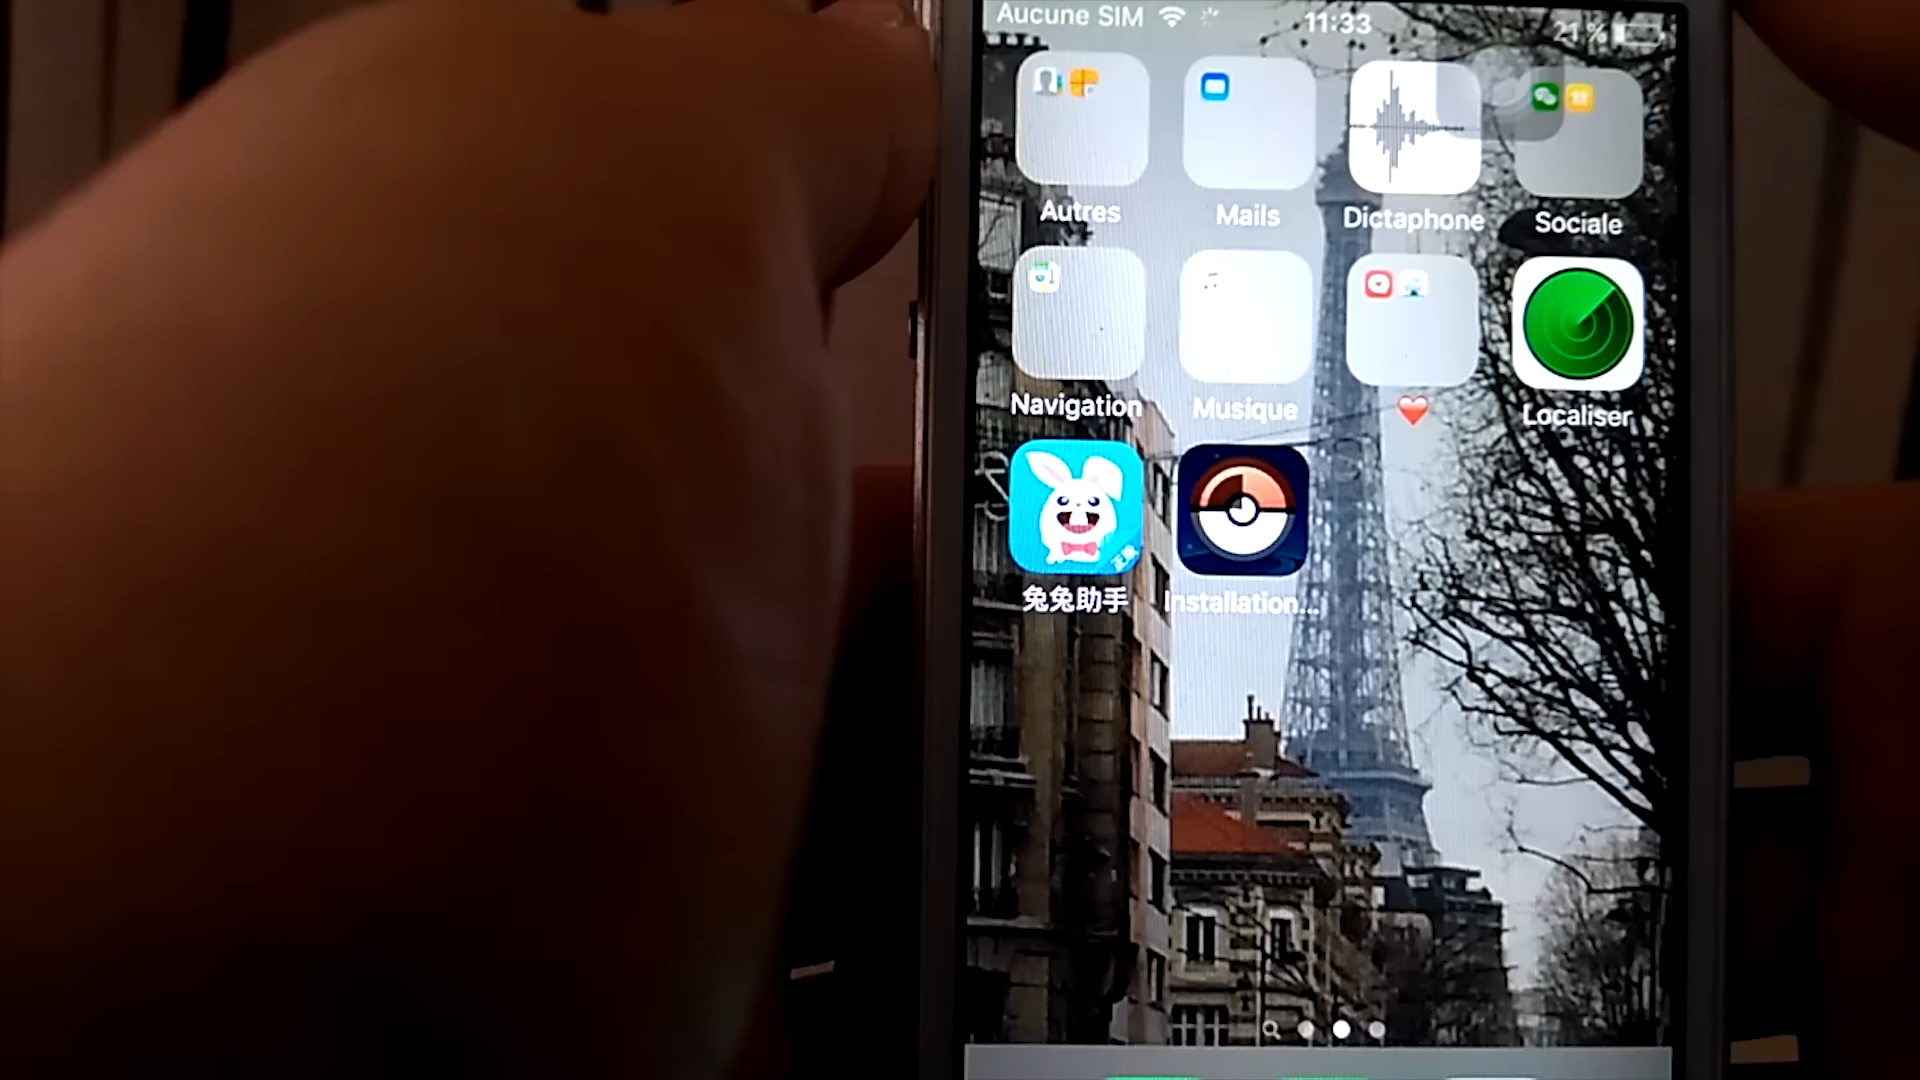 Aucune SIM 11:33 21 %
Autres Mails Dictaphone Sociale
Navigation Musique ❤️ Localiser
兔兔助手 Installation...